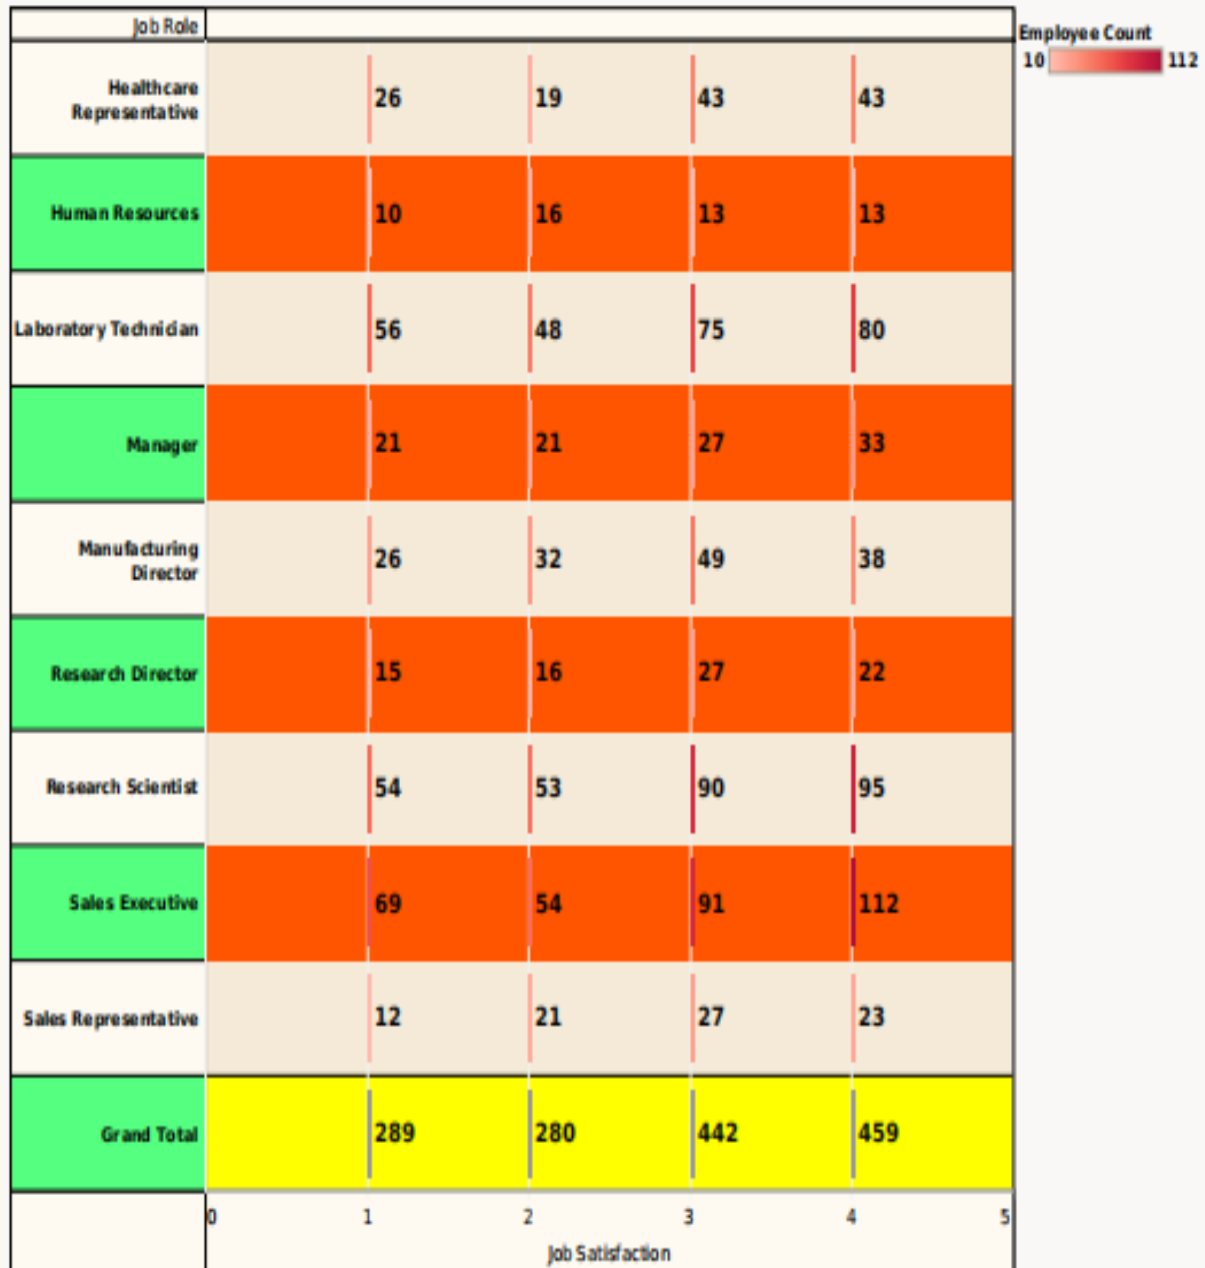 Job Role
Employee Count
10 112
Healthcare
Representative
26 19 43 43
Human Resources 10 16 13 13
Laboratory Technician 56 48 75 80
Manager 21 21 27 33
Manufacturing
Director
26 32 49 38
Research Director 15 16 27 22
Research Scientist 54 53 90 95
Sales Executive 69 54 91 112
Sales Representative 12 21 27 23
Grand Total 289 280 442 459
0 1 2 3 4 5
Job Satisfaction